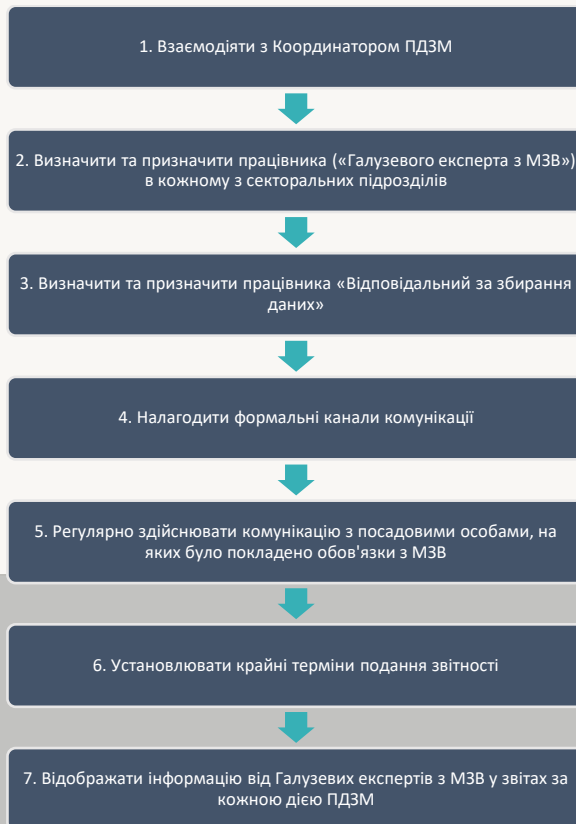 1. Взаємодіяти з Координатором ПДЗМ
2. Визначити та призначити працівника («Галузевого експерта з МЗВ»)
в кожному з секторальних підрозділів
3. Визначити та призначити працівника «Відповідальний за збирання
даних»
4. Налагодити формальні канали комунікації
5. Регулярно здійснювати комунікацію з посадовими особами, на
яких було покладено обов'язки з МЗВ
6. Установлювати крайні терміни подання звітності
7. Відображати інформацію від Галузевих експертів з МЗВ у звітах за
кожною дією ПДЗМ